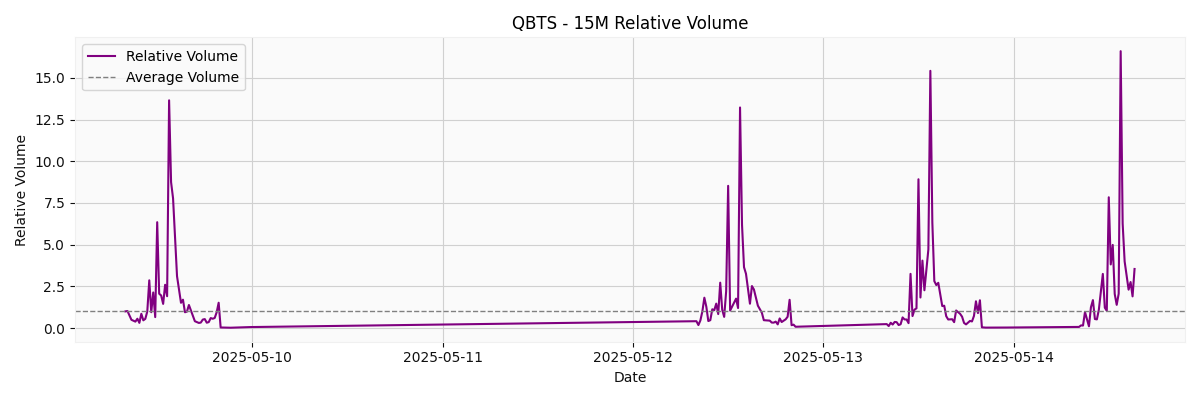 QBTS - 15M Relative Volume
Relative Volume
Average Volume
Relative Volume
15.0
12.5
10.0
7.5
5.0
2.5
0.0
2025-05-10
2025-05-11
2025-05-12
2025-05-13
2025-05-14
Date